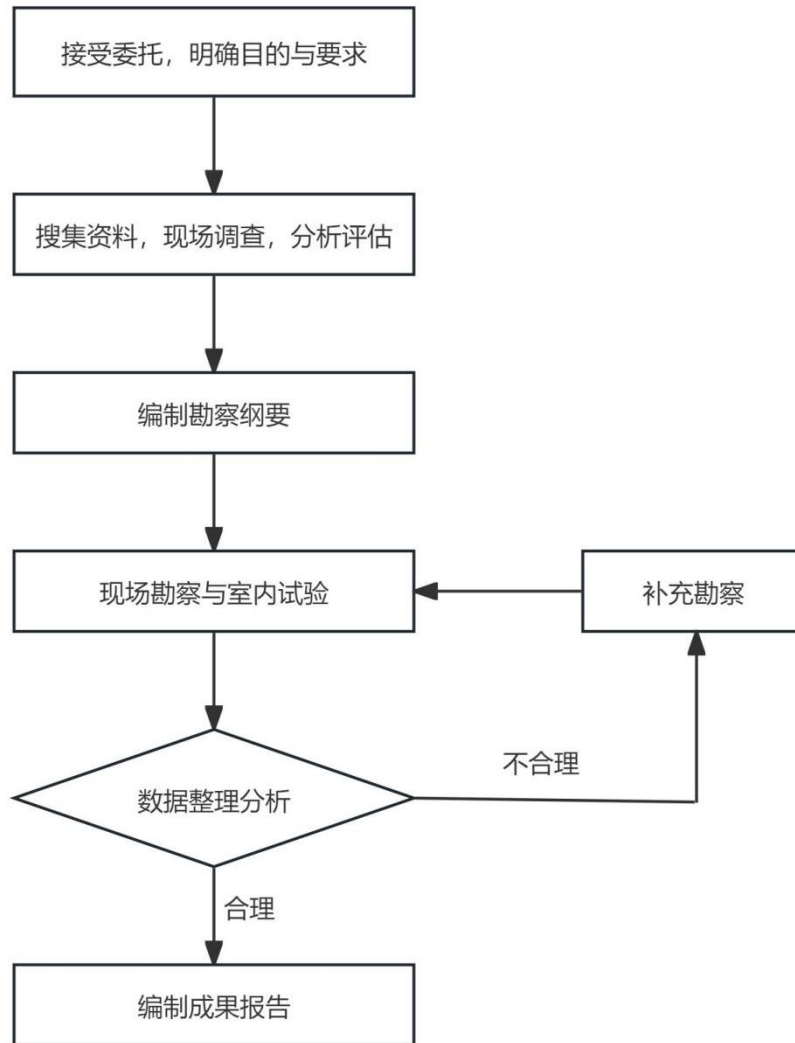 接受委托，明确目的与要求
搜集资料，现场调查，分析评估
编制勘察纲要
现场勘察与室内试验
补充勘察
数据整理分析
不合理
合理
编制成果报告